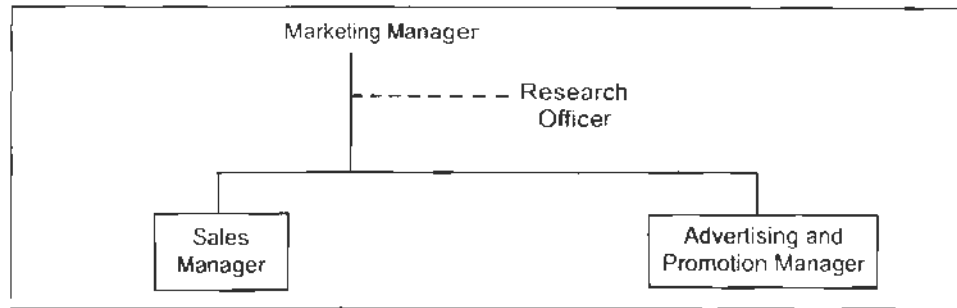 Marketing Manager
Research
Officer
Sales
Manager
Advertising and
Promotion Manager